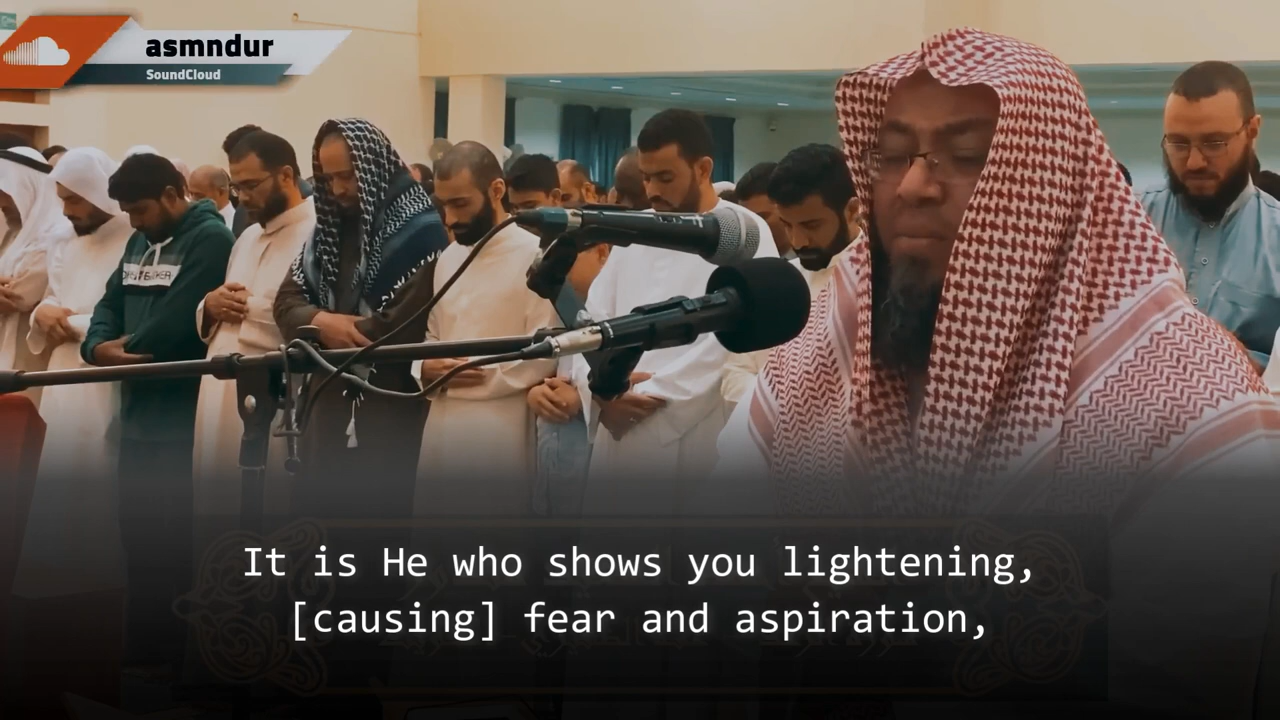 asmndur
SoundCloud
It is He who shows you lightening,
[causing] fear and aspiration,